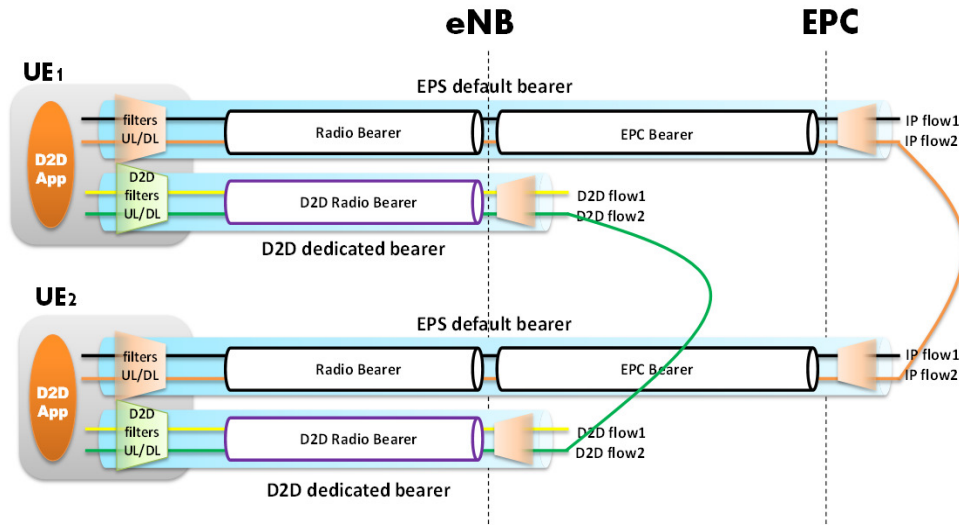 eNB
EPC
UE1
EPS default bearer
D2D
App
filters
UL/DL
Radio Bearer
EPC Bearer
IP flow1
IP flow2
D2D
filters
UL/DL
D2D Radio Bearer
D2D flow1
D2D flow2
D2D dedicated bearer
UE2
EPS default bearer
D2D
App
filters
UL/DL
Radio Bearer
EPC Bearer
IP flow1
IP flow2
D2D
filters
UL/DL
D2D Radio Bearer
D2D flow1
D2D flow2
D2D dedicated bearer